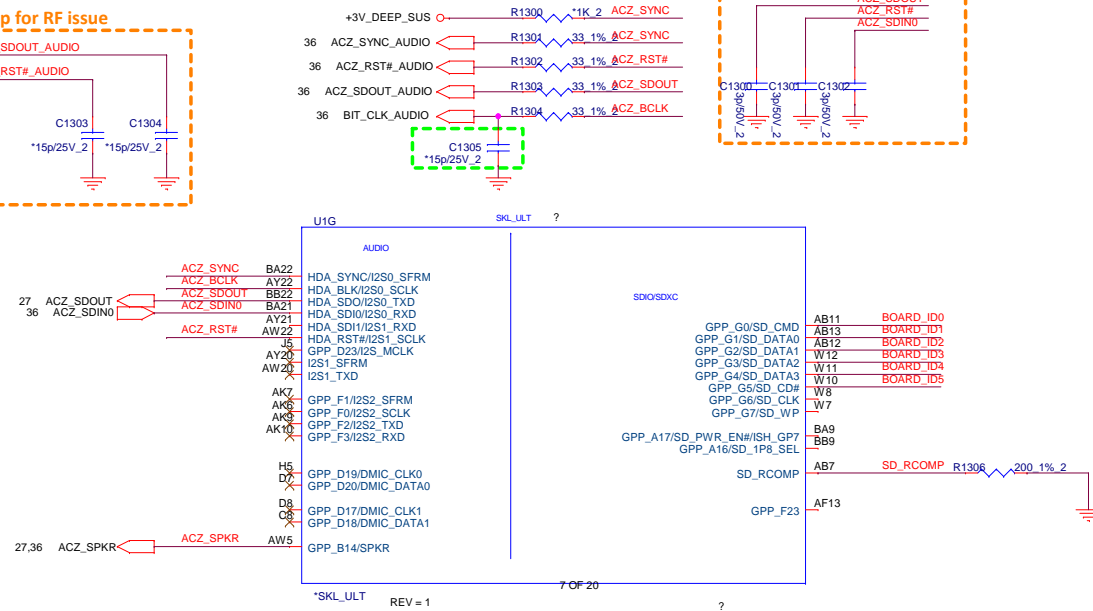 p for RF issue
SDOUT_AUDIO
RST#_AUDIO
C1303
*15p/25V_2
C1304
*15p/25V_2
+3V_DEEP_SUS R1300 *1K_2 ACZ_SYNC
36 ACZ_SYNC_AUDIO R1301 33_1%_2 ACZ_SYNC
36 ACZ_RST#_AUDIO R1302 33_1%_2 ACZ_RST#
36 ACZ_SDOUT_AUDIO R1303 33_1%_2 ACZ_SDOUT
36 BIT_CLK_AUDIO R1304 33_1%_2 ACZ_BCLK
C1305
*15p/25V_2
ACZ_SDOUT
ACZ_RST#
ACZ_SDIN0
C1300 C1301 C1302
3p/50V_2
3p/50V_2
3p/50V_2
U1G
SKL_ULT ?
AUDIO
SDIO/SDXC
ACZ_SYNC BA22 HDA_SYNC/I2S0_SFRM
ACZ_BCLK AY22 HDA_BLK/I2S0_SCLK
27 ACZ_SDOUT ACZ_SDOUT BB22 HDA_SDO/I2S0_TXD
36 ACZ_SDIN0 ACZ_SDIN0 BA21 HDA_SDI0/I2S0_RXD
AY21 HDA_SDI1/I2S1_RXD
ACZ_RST# AW22 HDA_RST#/I2S1_SCLK
J5 GPP_D23/I2S_MCLK
AY20 I2S1_SFRM
AW20 I2S1_TXD
AK7 GPP_F1/I2S2_SFRM
AK6 GPP_F0/I2S2_SCLK
AK9 GPP_F2/I2S2_TXD
AK10 GPP_F3/I2S2_RXD
H5 GPP_D19/DMIC_CLK0
D7 GPP_D20/DMIC_DATA0
D8 GPP_D17/DMIC_CLK1
C8 GPP_D18/DMIC_DATA1
27,36 ACZ_SPKR ACZ_SPKR AW5 GPP_B14/SPKR
GPP_G0/SD_CMD AB11 BOARD_ID0
GPP_G1/SD_DATA0 AB13 BOARD_ID1
GPP_G2/SD_DATA1 AB12 BOARD_ID2
GPP_G3/SD_DATA2 W12 BOARD_ID3
GPP_G4/SD_DATA3 W11 BOARD_ID4
GPP_G5/SD_CD# W10 BOARD_ID5
GPP_G6/SD_CLK W8
GPP_G7/SD_WP W7
GPP_A17/SD_PWR_EN#/ISH_GP7 BA9
GPP_A16/SD_1P8_SEL BB9
SD_RCOMP AB7 SD_RCOMP R1306 200_1%_2
GPP_F23 AF13
7 OF 20
*SKL_ULT
REV = 1
?